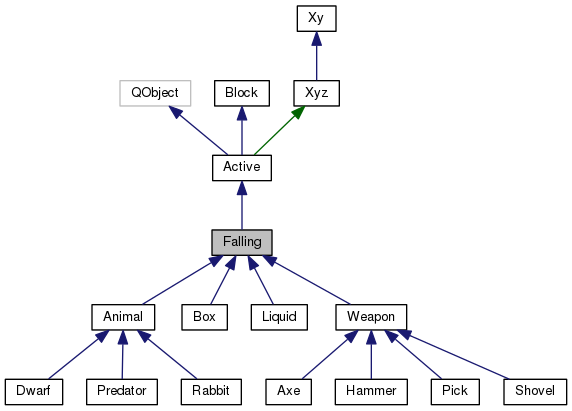 Xy
QObject
Block
Xyz
Active
Falling
Animal
Box
Liquid
Weapon
Dwarf
Predator
Rabbit
Axe
Hammer
Pick
Shovel